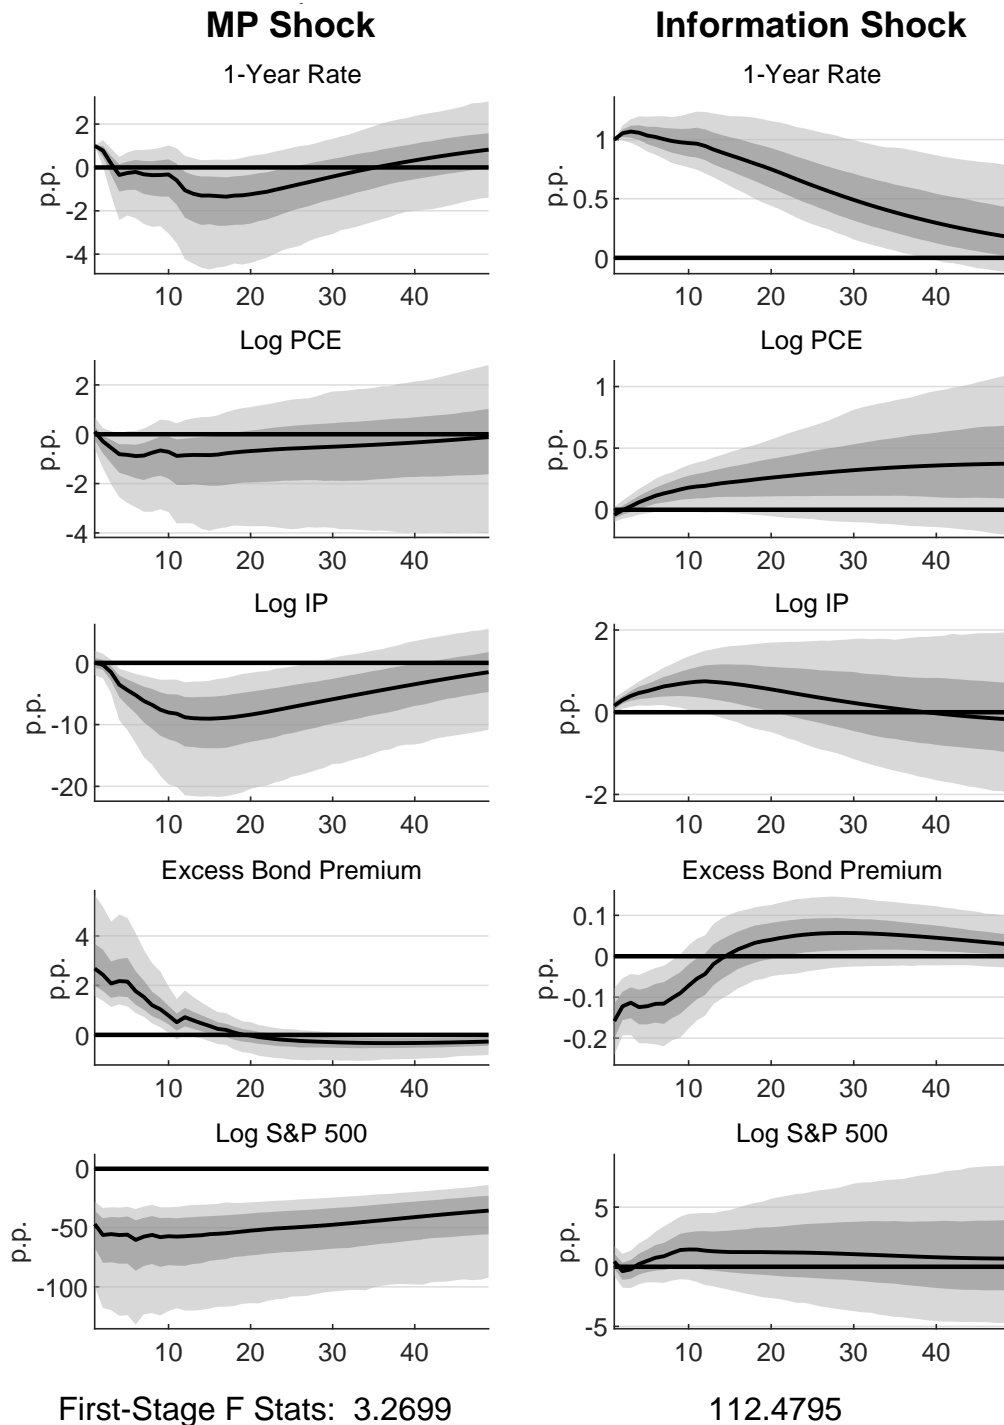 MP Shock Information Shock
1-Year Rate 1-Year Rate
p.p. 2 0 -2 -4 p.p. 1 0.5 0
10 20 30 40 10 20 30 40
Log PCE Log PCE
p.p. 2 0 -2 -4 p.p. 1 0.5 0
10 20 30 40 10 20 30 40
Log IP Log IP
p.p. 0 -10 -20 p.p. 2 0 -2
10 20 30 40 10 20 30 40
Excess Bond Premium Excess Bond Premium
p.p. 4 2 0 p.p. 0.1 0 -0.1 -0.2
10 20 30 40 10 20 30 40
Log S&P 500 Log S&P 500
p.p. 0 -50 -100 p.p. 5 0 -5
10 20 30 40 10 20 30 40
First-Stage F Stats: 3.2699 112.4795